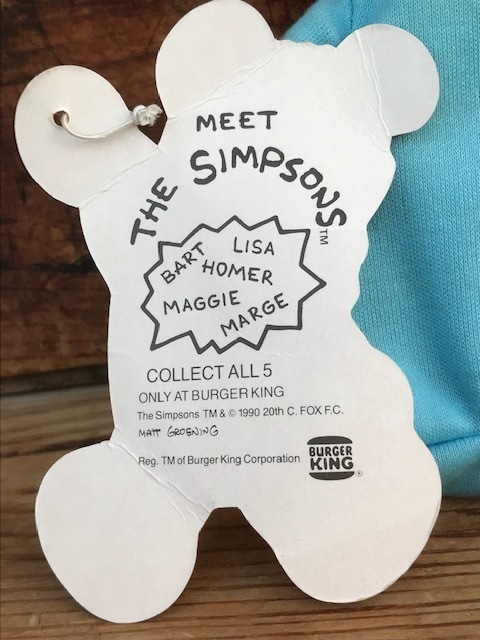 MEET
THE SIMPSONS™
BART LISA
HOMER
MAGGIE
MARGE
COLLECT ALL 5
ONLY AT BURGER KING
The Simpsons TM & © 1990 20th C. FOX F.C.
MATT GROENING
Reg. TM of Burger King Corporation
BURGER
KING®